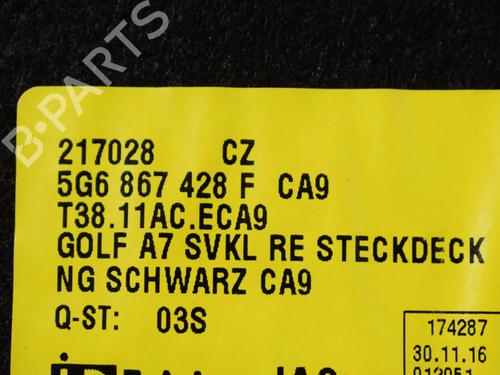 B-PARTS
217028 CZ
5G6 867 428 F CA9
T38.11AC.ECA9
GOLF A7 SVKL RE STECKDECK
NG SCHWARZ CA9
Q-ST: 03S
174287
30.11.16